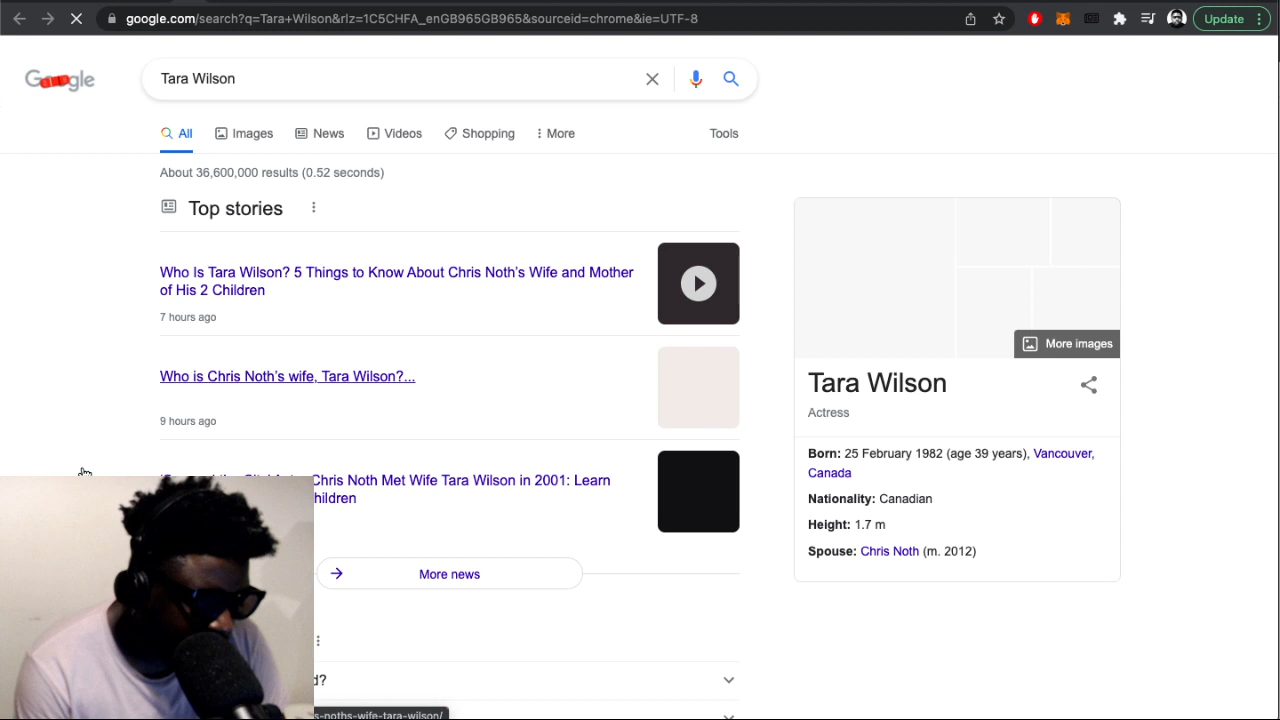 google.com/search?q=Tara+Wilson&rlz=1C5CHFA_enGB965GB965&sourceid=chrome&ie=UTF-8
Update
Google
Tara Wilson
All
Images
News
Videos
Shopping
More
Tools
About 36,600,000 results (0.52 seconds)
Top stories
Who Is Tara Wilson? 5 Things to Know About Chris Noth's Wife and Mother
of His 2 Children
7 hours ago
Who is Chris Noth's wife, Tara Wilson?...
9 hours ago
Chris Noth Met Wife Tara Wilson in 2001: Learn
hildren
More news
d?
s-noths-wife-tara-wilson/
More images
Tara Wilson
Actress
Born: 25 February 1982 (age 39 years), Vancouver,
Canada
Nationality: Canadian
Height: 1.7 m
Spouse: Chris Noth (m. 2012)